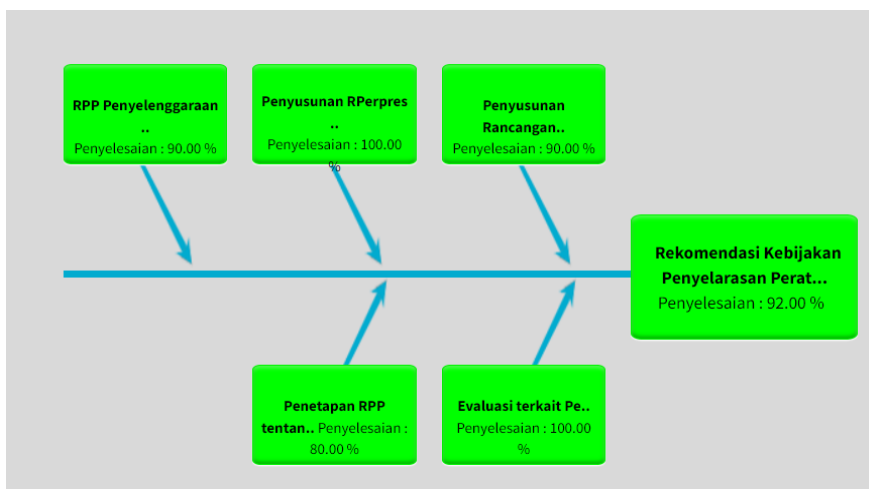 RPP Penyelenggaraan
..
Penyelesaian : 90.00 %
Penyusunan RPerpres
..
Penyelesaian : 100.00
%
Penyusunan
Rancangan..
Penyelesaian : 90.00 %
Rekomendasi Kebijakan
Penyelarasan Perat...
Penyelesaian : 92.00 %
Penetapan RPP
tentan.. Penyelesaian :
80.00 %
Evaluasi terkait Pe..
Penyelesaian : 100.00
%